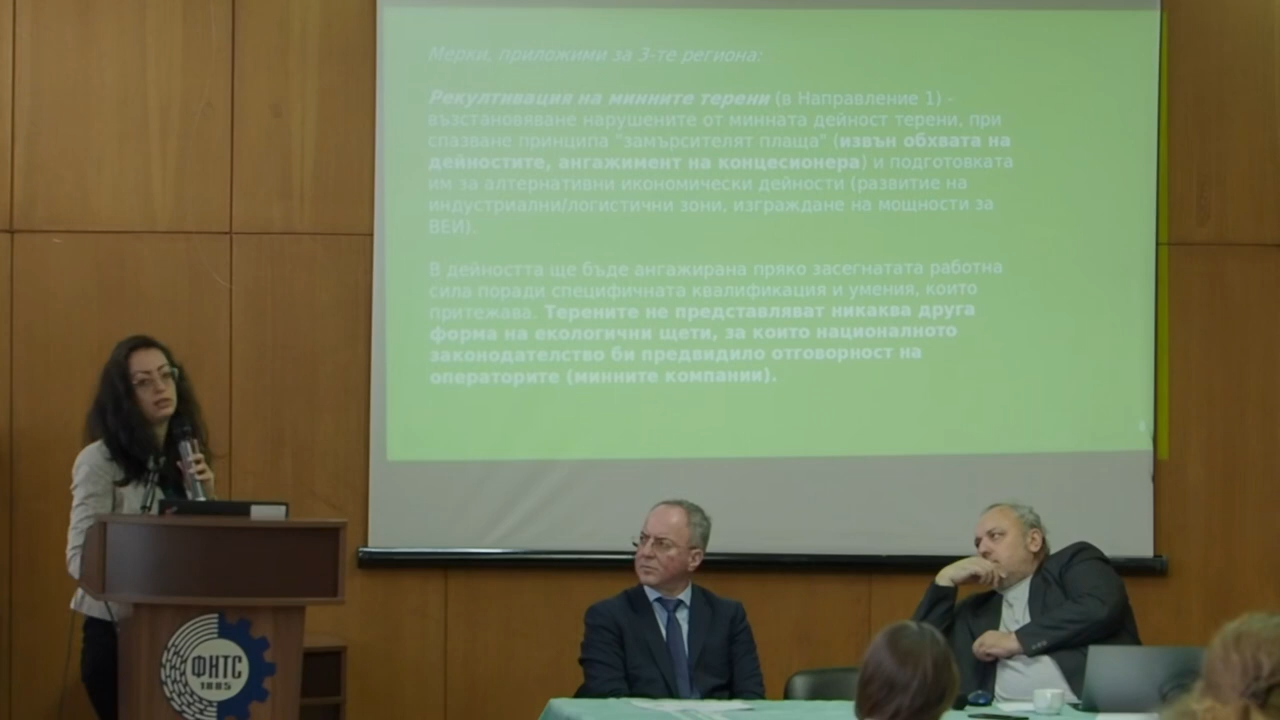 Мерки, приложими за 3-те региона:
Рекултивация на минните терени (в Направление 1) -
възстановяване нарушените от минната дейност терени, при
спазване принципа "замърсителят плаща" (извън обхвата на
дейностите, ангажимент на концесионера) и подготовката
им за алтернативни икономически дейности (развитие на
индустриални/логистични зони, изграждане на мощности за
ВЕИ).
В дейността ще бъде ангажирана пряко засегнатата работна
сила поради специфичната квалификация и умения, които
притежава. Терените не представляват никаква друга
форма на екологични щети, за които националното
законодателство би предвидило отговорност на
операторите (минните компании).
ФНТС
1885